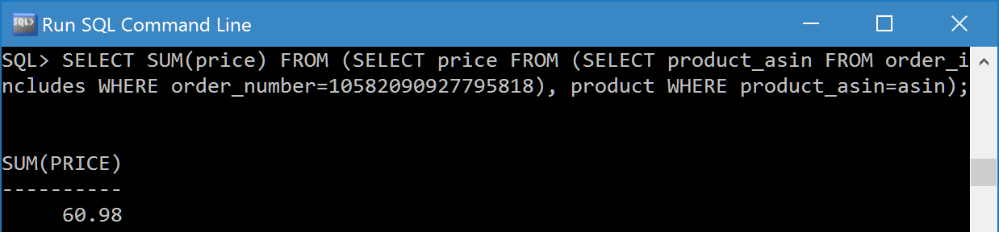 Run SQL Command Line
SQL> SELECT SUM(price) FROM (SELECT price FROM (SELECT product_asin FROM order_i
ncludes WHERE order_number=10582090927795818), product WHERE product_asin=asin);
SUM(PRICE)
----------
60.98